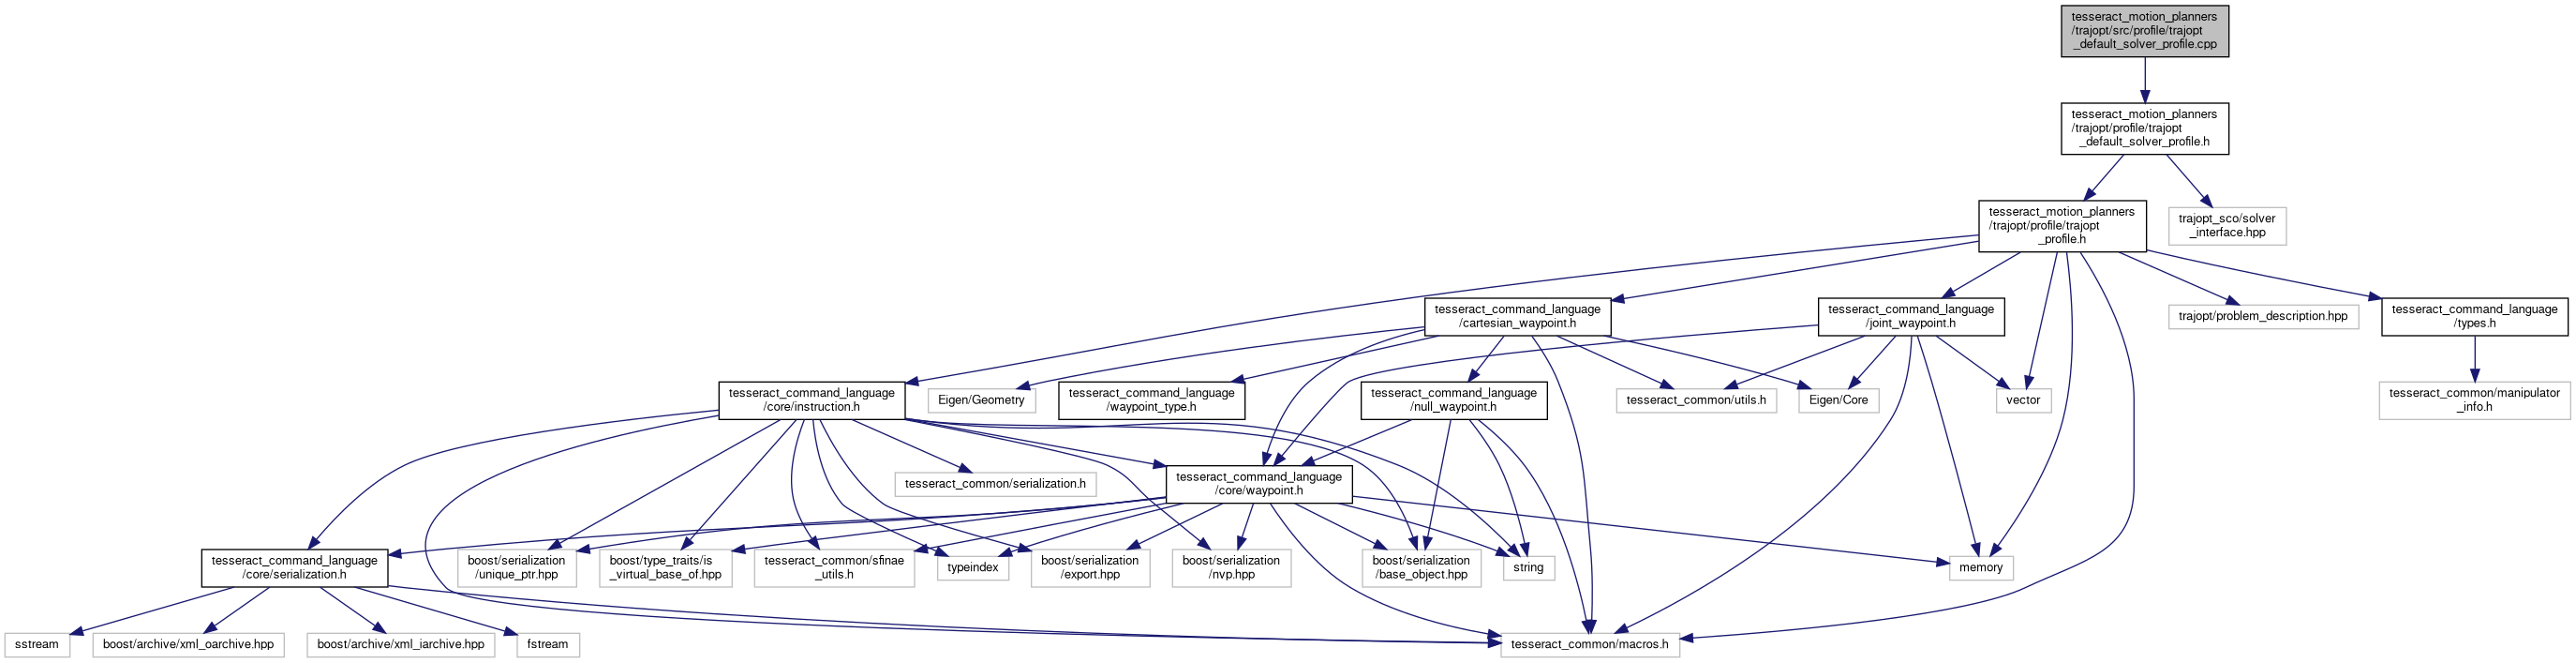 tesseract_motion_planners
/trajopt/src/profile/trajopt
_default_solver_profile.cpp
tesseract_motion_planners
/trajopt/profile/trajopt
_default_solver_profile.h
tesseract_motion_planners
/trajopt/profile/trajopt
_profile.h
trajopt_sco/solver
_interface.hpp
tesseract_command_language
/cartesian_waypoint.h
tesseract_command_language
/joint_waypoint.h
trajopt/problem_description.hpp
tesseract_command_language
/types.h
tesseract_command_language
/core/instruction.h
Eigen/Geometry
tesseract_command_language
/waypoint_type.h
tesseract_command_language
/null_waypoint.h
tesseract_common/utils.h
Eigen/Core
vector
tesseract_common/manipulator
_info.h
tesseract_common/serialization.h
tesseract_command_language
/core/waypoint.h
tesseract_command_language
/core/serialization.h
boost/serialization
/unique_ptr.hpp
boost/type_traits/is
_virtual_base_of.hpp
tesseract_common/sfinae
_utils.h
typeindex
boost/serialization
/export.hpp
boost/serialization
/nvp.hpp
boost/serialization
/base_object.hpp
string
memory
sstream
boost/archive/xml_oarchive.hpp
boost/archive/xml_iarchive.hpp
fstream
tesseract_common/macros.h